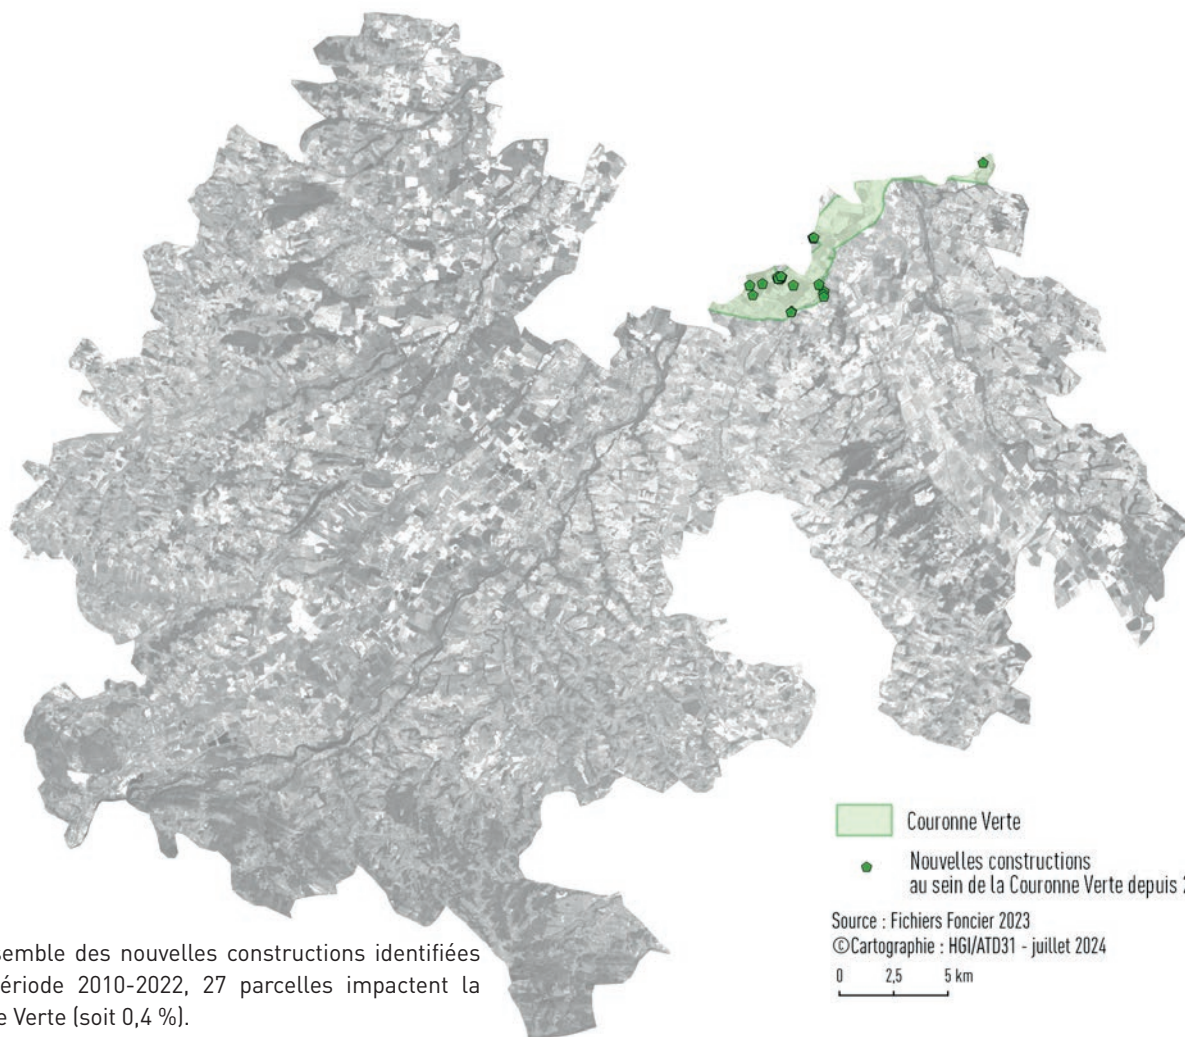 Couronne Verte
Nouvelles constructions
au sein de la Couronne Verte depuis
Source : Fichiers Foncier 2023
©Cartographie : HGI/ATD31 - juillet 2024
0 2,5 5 km
semble des nouvelles constructions identifiées
ériode 2010-2022, 27 parcelles impactent la
e Verte (soit 0,4 %).